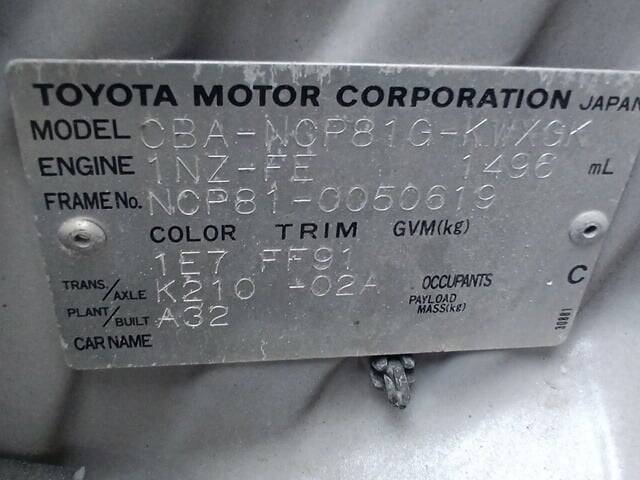 TOYOTA MOTOR CORPORATION JAPAN
MODEL CBA-NCP81G-KWXGK
ENGINE 1NZ-FE 1496 mL
FRAME No. NCP81-0050619
COLOR TRIM GVM(kg)
1E7 FF91
TRANS./AXLE K210 -02A OCCUPANTS C
PAYLOAD MASS(kg)
PLANT/BUILT A32
CAR NAME
30881